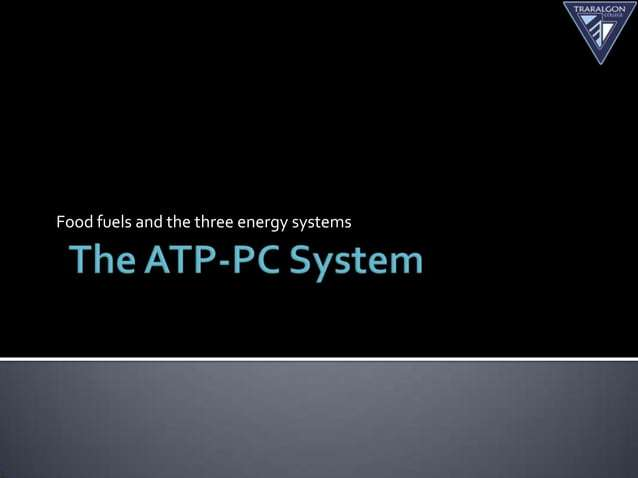 TRARALGON
COLLEGE
Food fuels and the three energy systems
The ATP-PC System